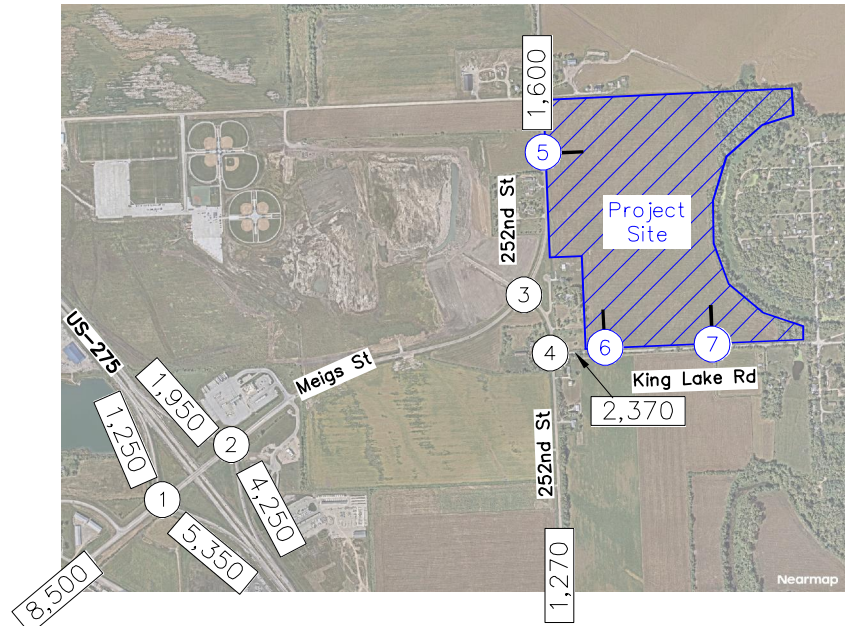 1,600
5
252nd St
Project
Site
3
US-275
4
6
7
Meigs St
King Lake Rd
1,950
2,370
1,250
2
252nd St
4,250
1
5,350
1,270
8,500
Nearmap